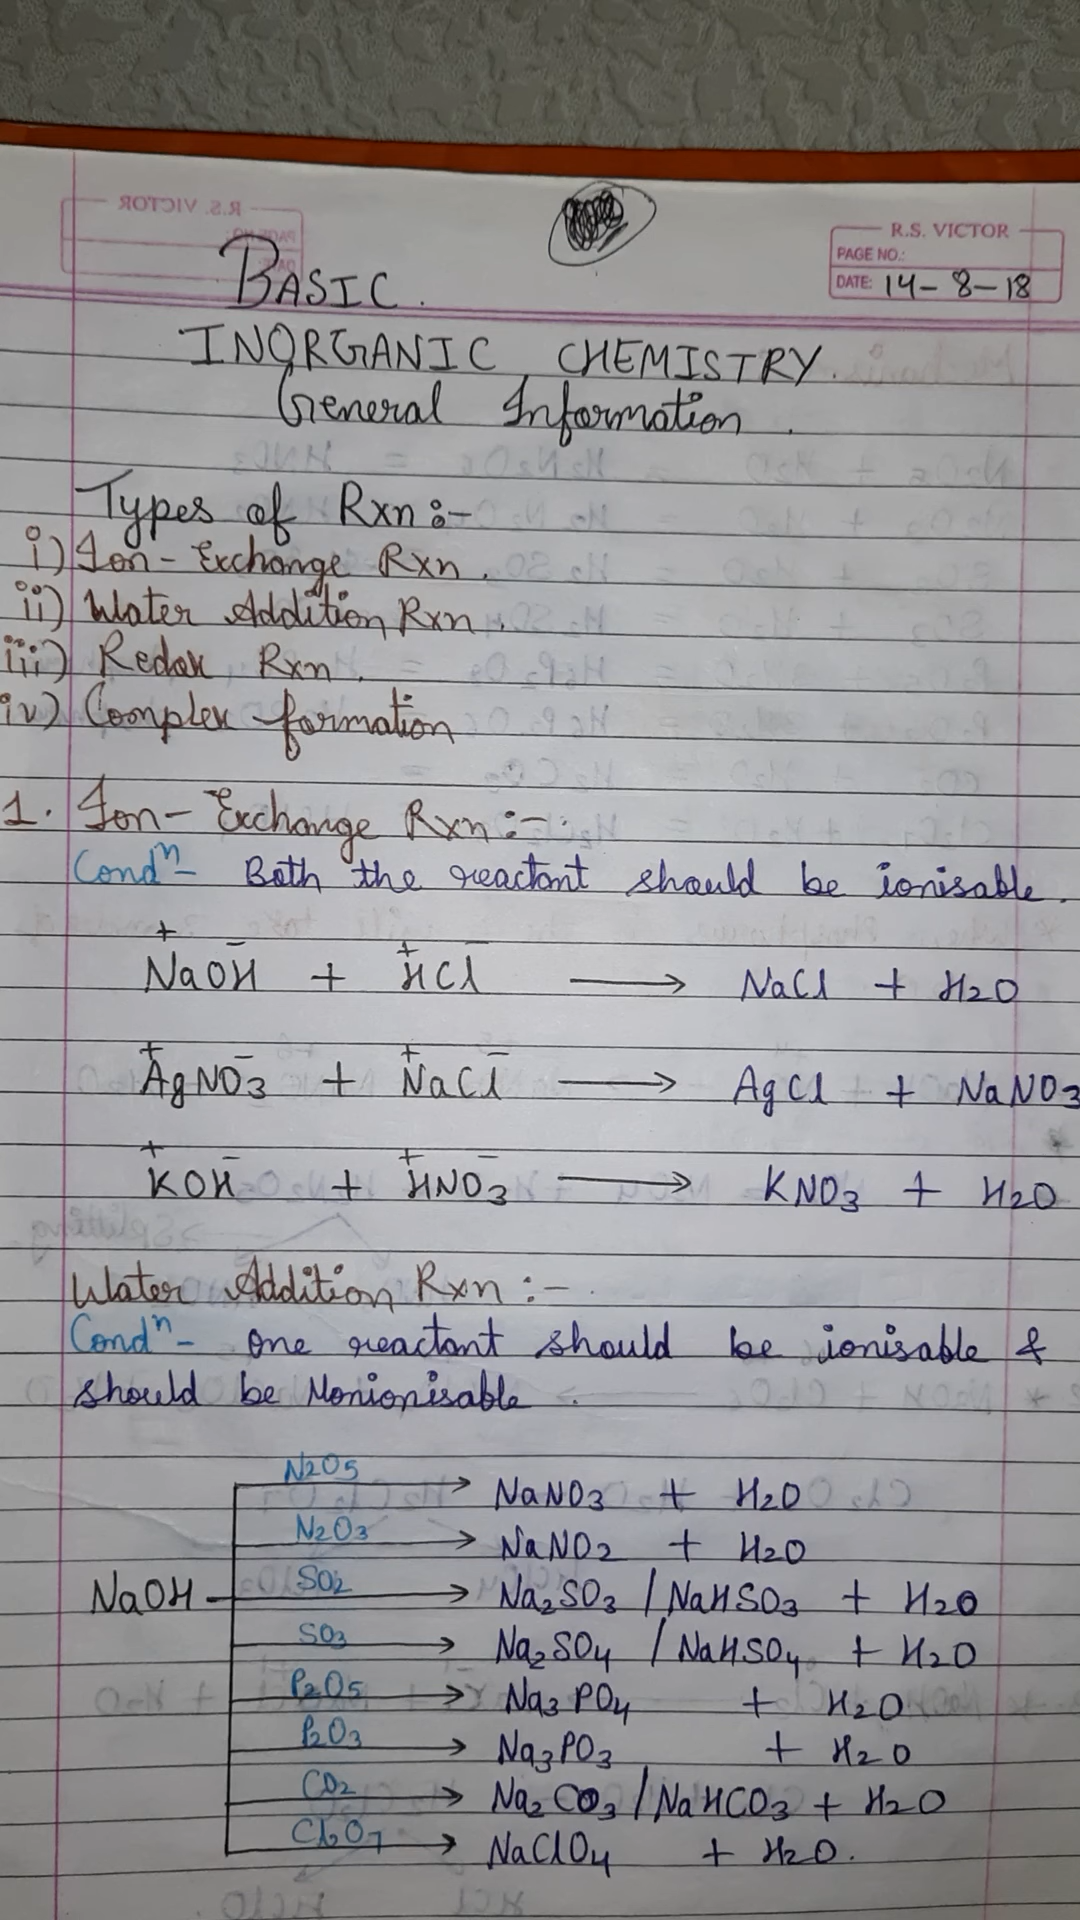 R.S. VICTOR
PAGE NO.:
DATE: 14-8-18
BASIC.
INORGANIC CHEMISTRY.
General Information.
Types of Rxn :-
i) Ion-Exchange Rxn.
ii) Water Addition Rxn.
iii) Redox Rxn.
iv) Complex formation
1. Ion-Exchange Rxn :-
Condⁿ- Both the reactant should be ionisable.
+ - + -
NaOH + HCl ⟶ NaCl + H2O
+ - + -
AgNO3 + NaCl ⟶ AgCl + NaNO3
+ - + -
KOH + HNO3 ⟶ KNO3 + H2O
Water Addition Rxn :-
Condⁿ- One reactant should be ionisable &
should be Nonionisable.
N2O5 ⟶ NaNO3 + H2O
N2O3 ⟶ NaNO2 + H2O
NaOH SO2 ⟶ Na2SO3 / NaHSO3 + H2O
SO3 ⟶ Na2SO4 / NaHSO4 + H2O
P2O5 ⟶ Na3PO4 + H2O
P2O3 ⟶ Na3PO3 + H2O
CO2 ⟶ Na2CO3 / NaHCO3 + H2O
Cl2O7 ⟶ NaClO4 + H2O.